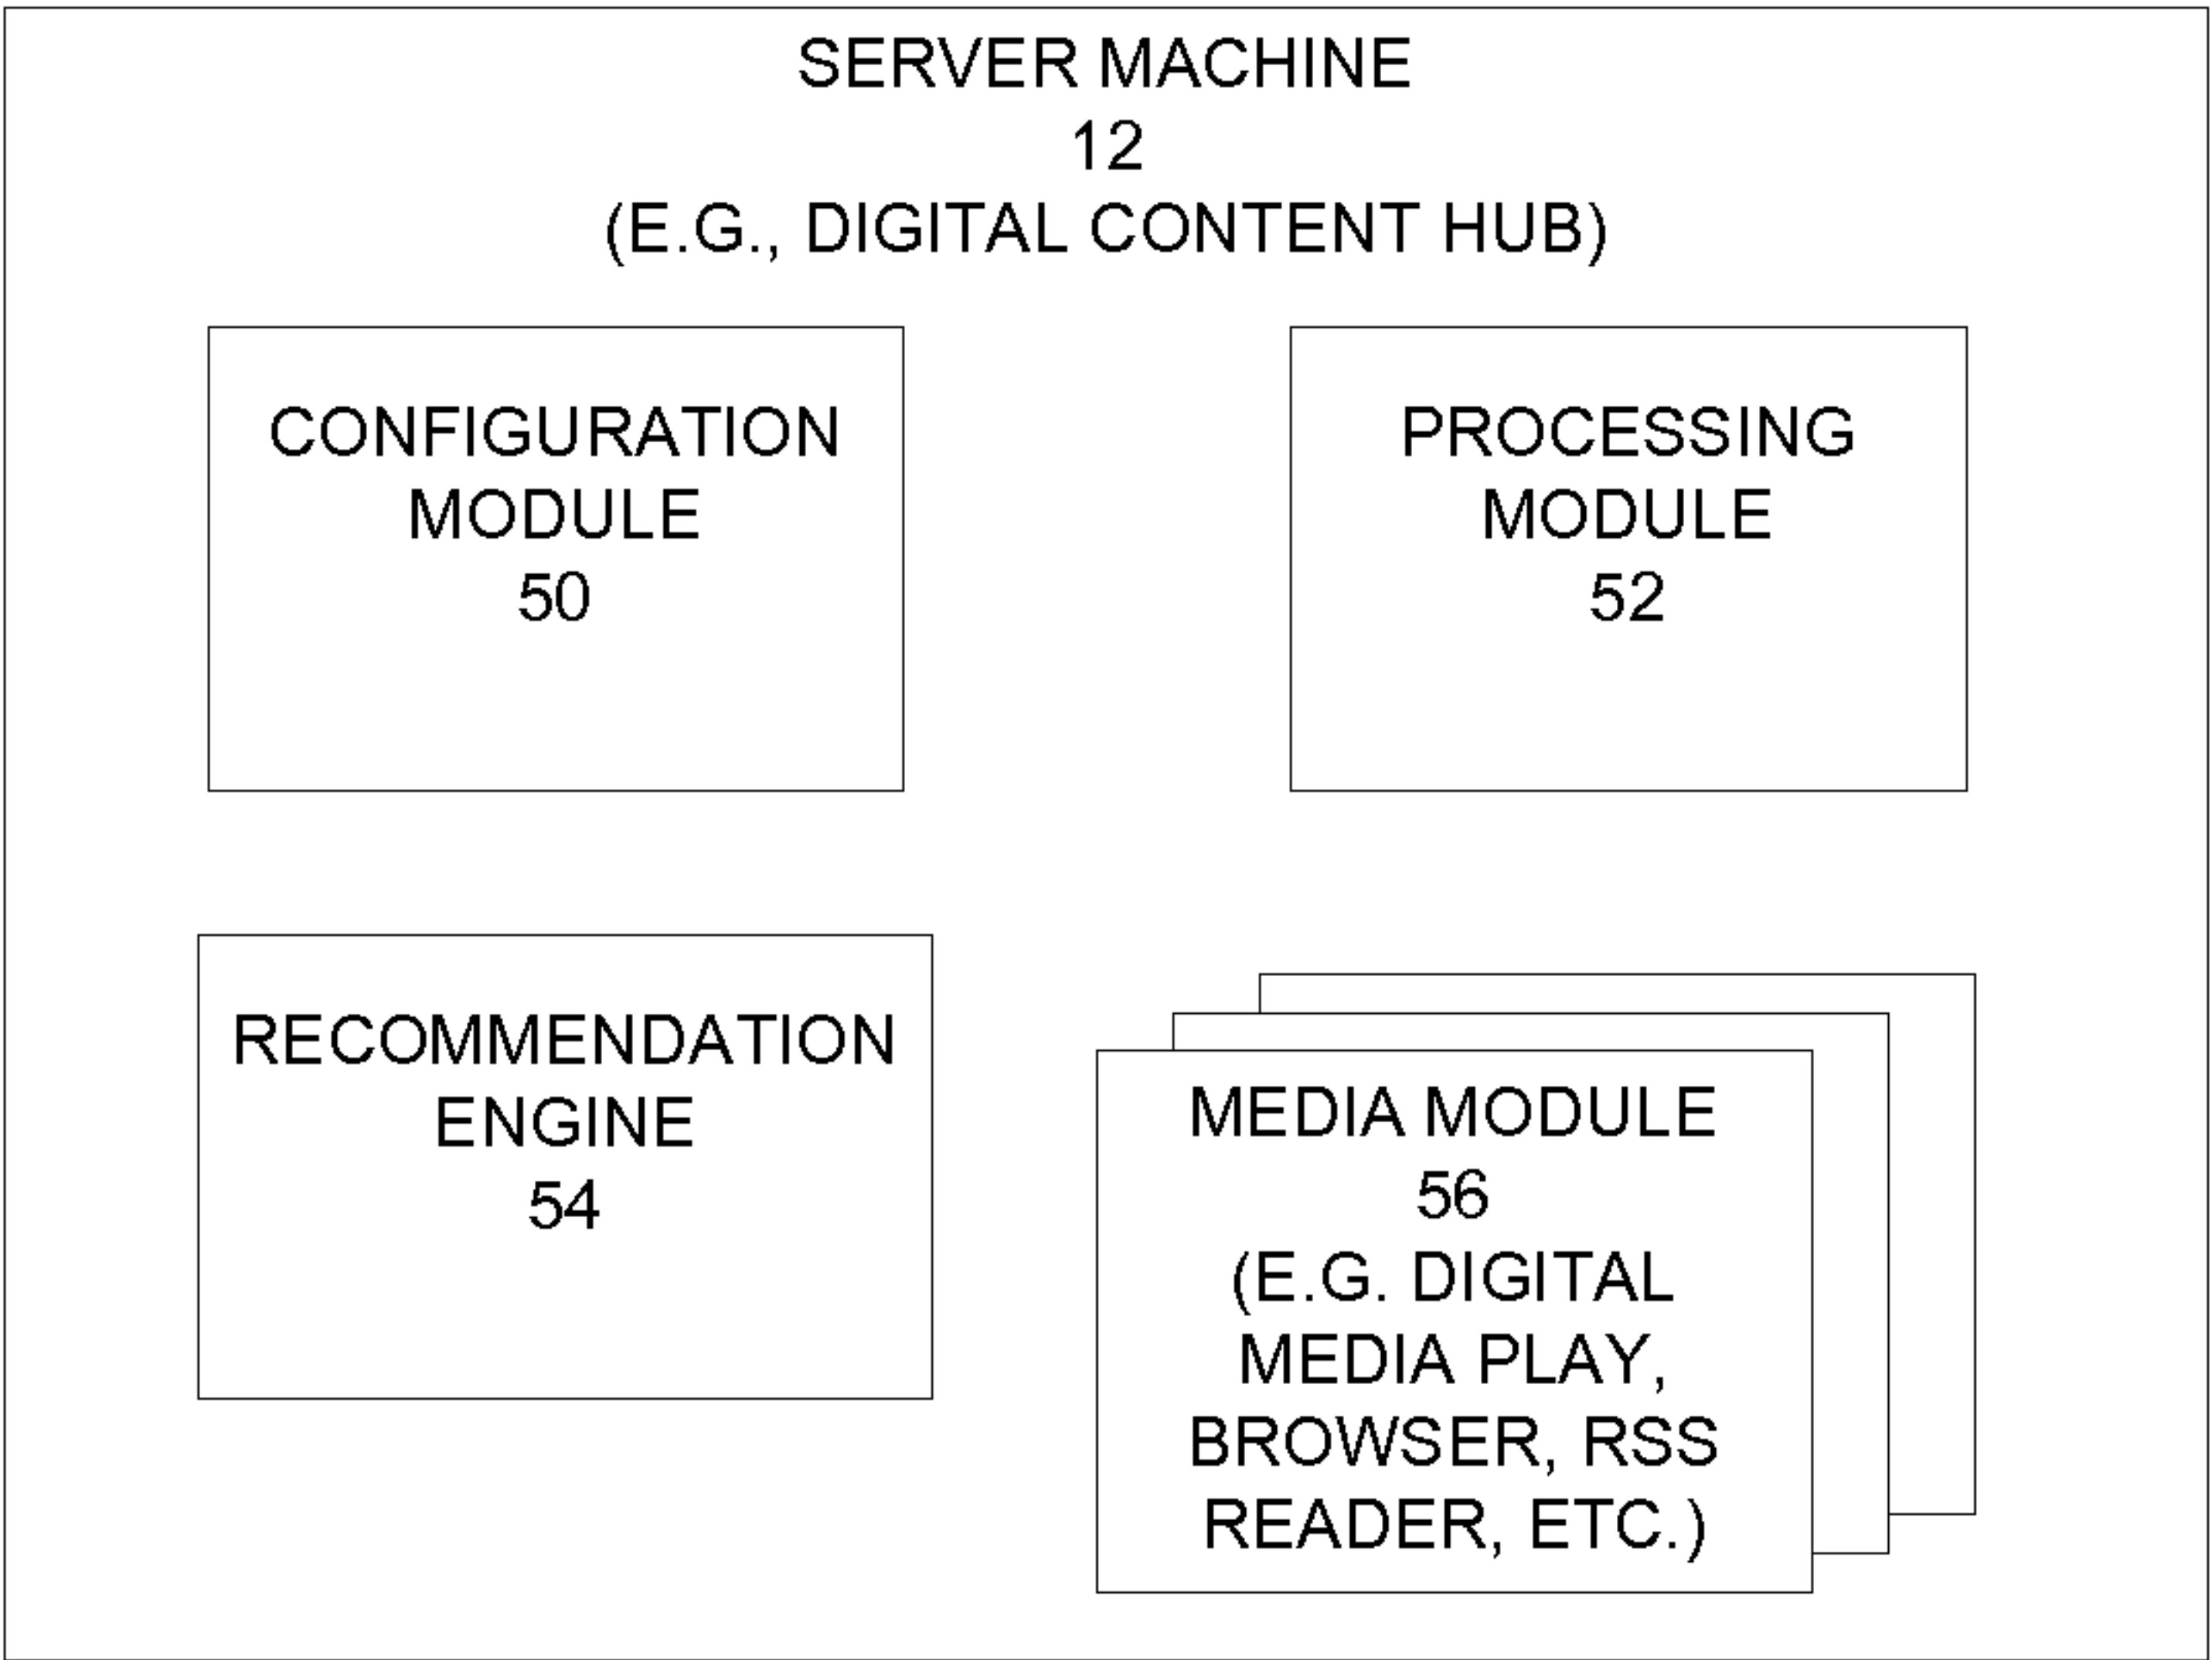 SERVER MACHINE
12
(E.G., DIGITAL CONTENT HUB)
CONFIGURATION
MODULE
50
PROCESSING
MODULE
52
RECOMMENDATION
ENGINE
54
MEDIA MODULE
56
(E.G. DIGITAL
MEDIA PLAY,
BROWSER, RSS
READER, ETC.)